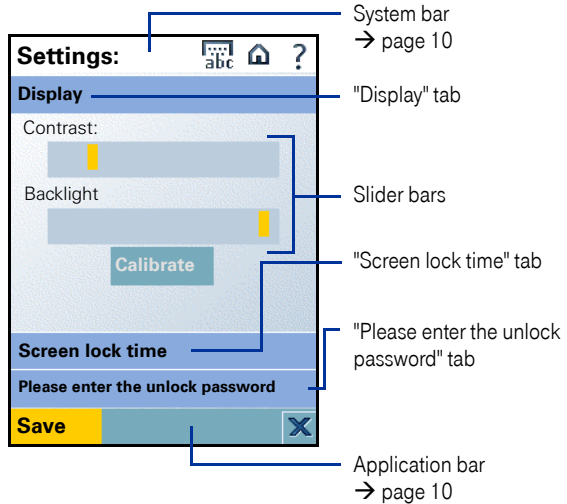 System bar
→ page 10
Settings:
abc
?
Display
"Display" tab
Contrast:
Slider bars
Backlight
Calibrate
"Screen lock time" tab
Screen lock time
"Please enter the unlock
password" tab
Please enter the unlock password
Save
X
Application bar
→ page 10